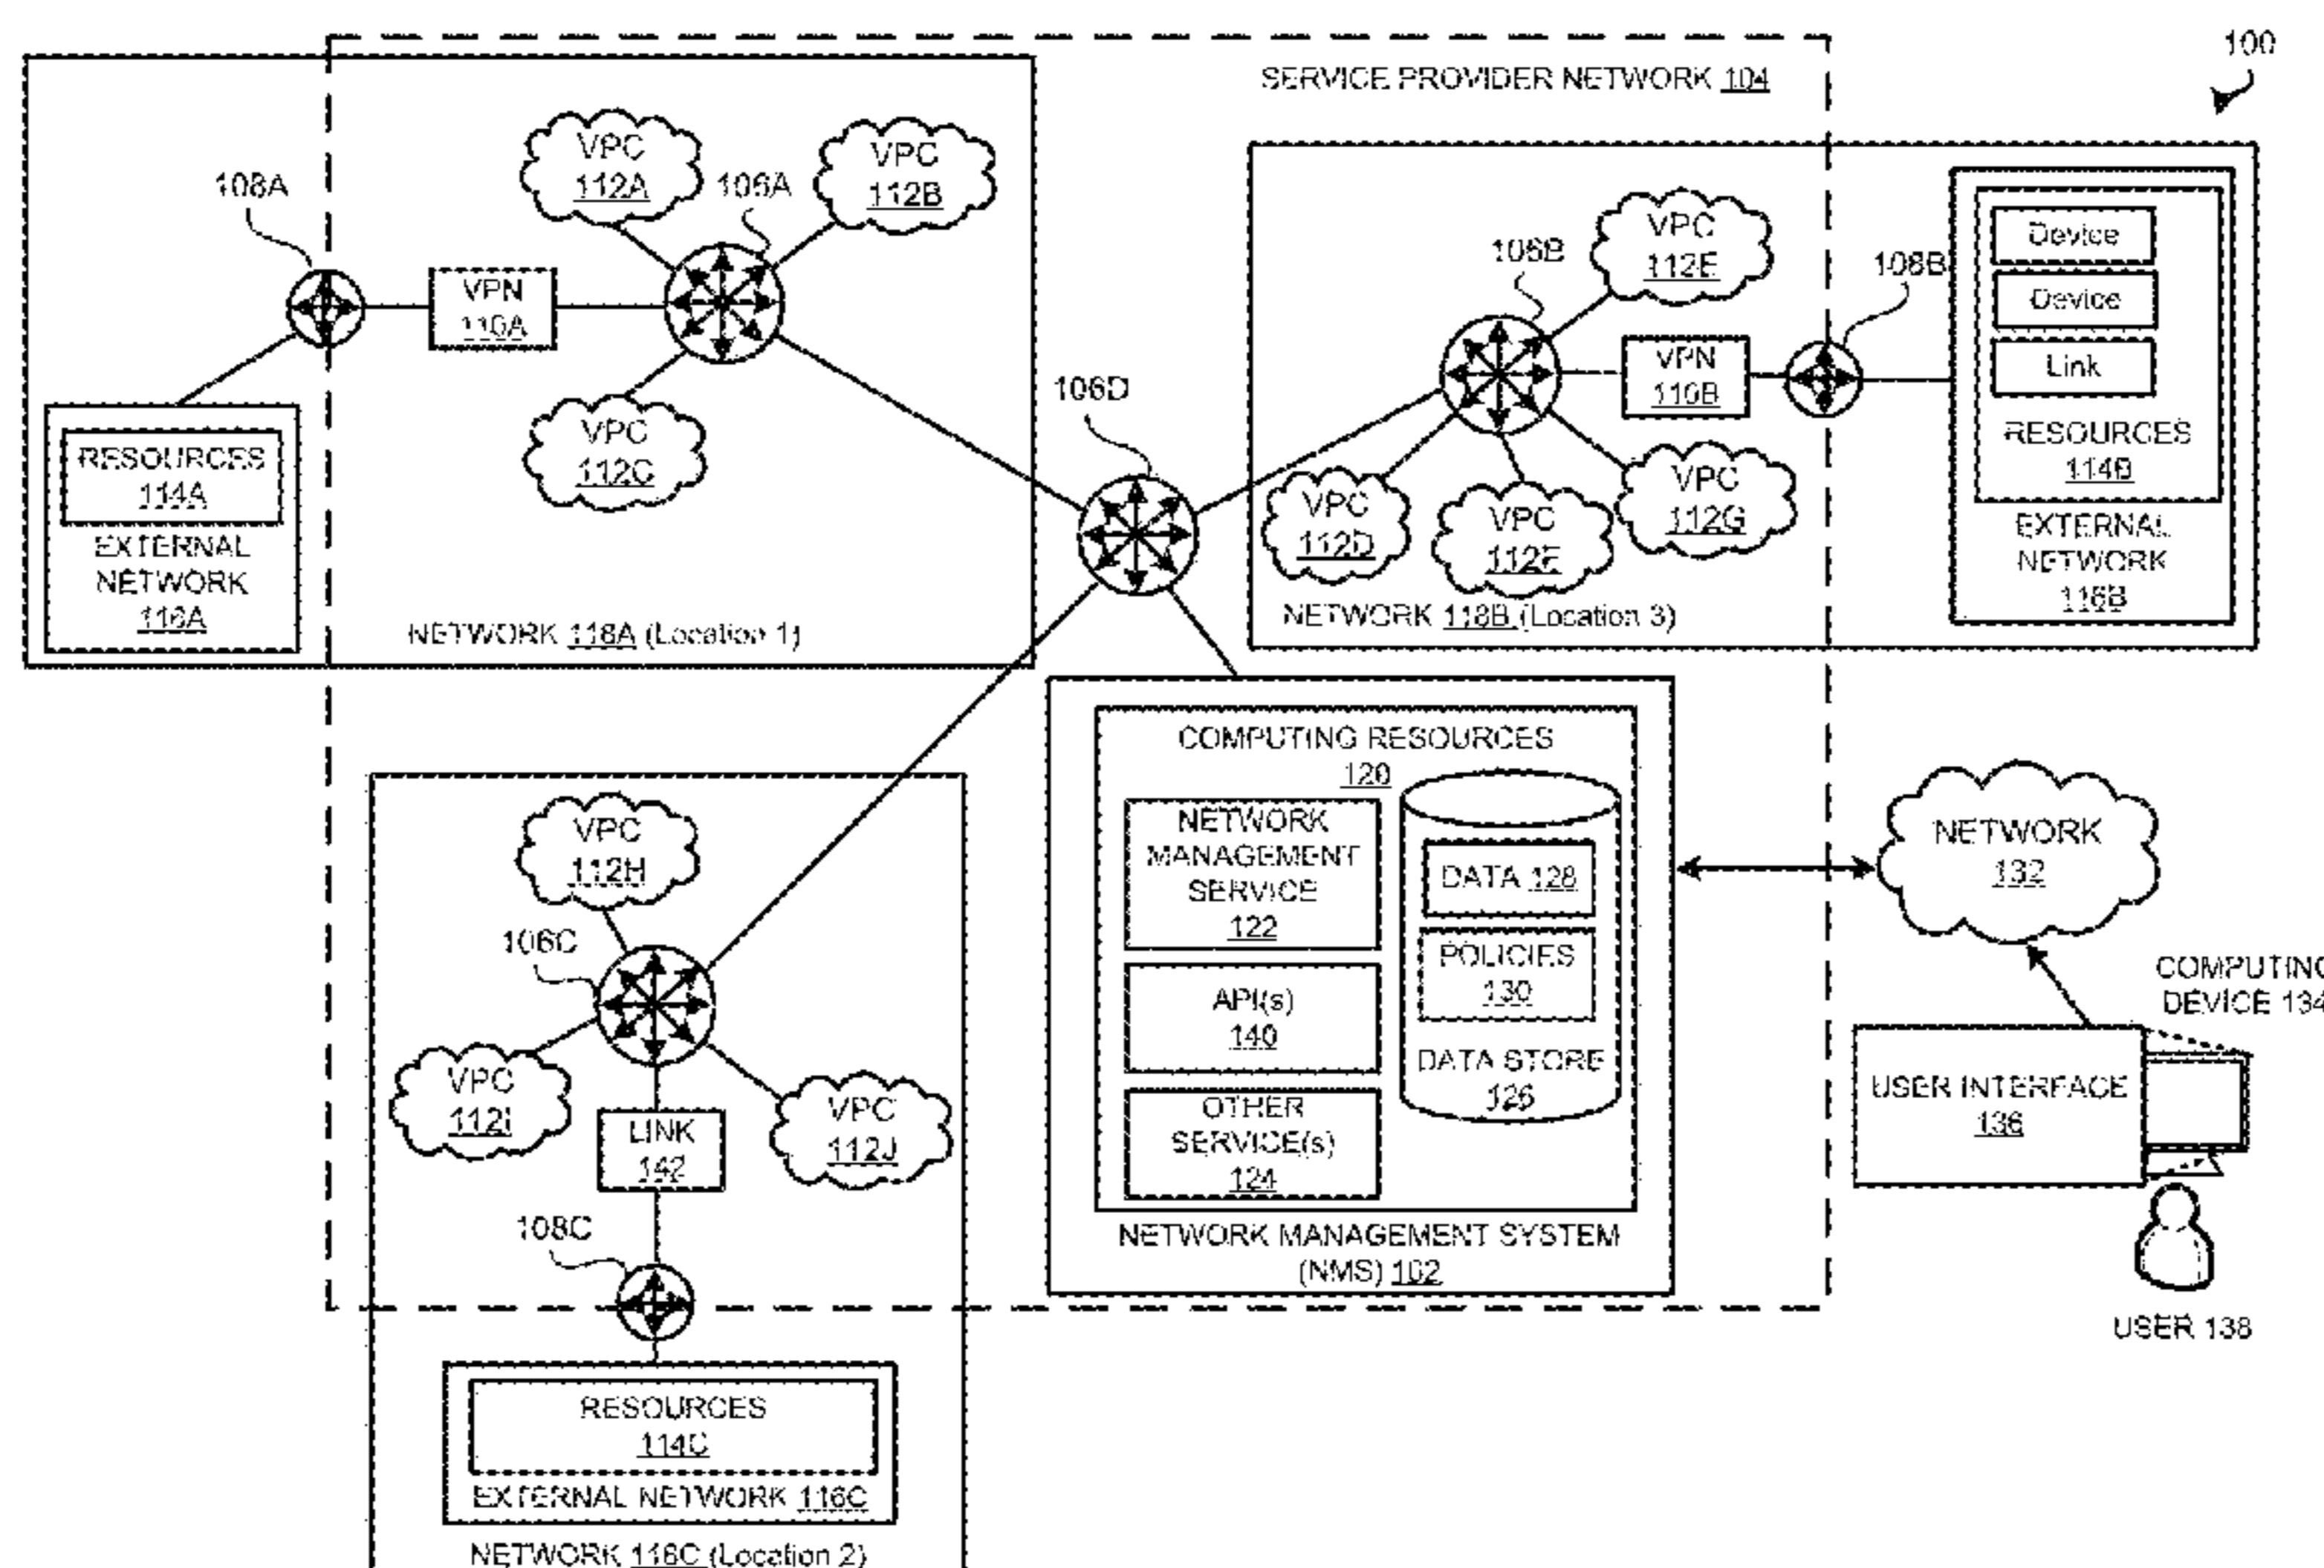 100
SERVICE PROVIDER NETWORK 104
108A
VPC
112A
106A
VPC
112B
VPN
110A
VPC
112C
RESOURCES
114A
EXTERNAL
NETWORK
116A
NETWORK 118A (Location 1)
106D
106B
VPC
112E
108B
VPN
110B
VPC
112D
VPC
112F
VPC
112G
NETWORK 118B (Location 3)
Device
Device
Link
RESOURCES
114B
EXTERNAL
NETWORK
116B
COMPUTING RESOURCES
120
NETWORK
MANAGEMENT
SERVICE
122
API(s)
140
OTHER
SERVICE(s)
124
DATA 128
POLICIES
130
DATA STORE
126
NETWORK MANAGEMENT SYSTEM
(NMS) 102
NETWORK
132
COMPUTING
DEVICE 134
USER INTERFACE
136
USER 138
VPC
112H
106C
VPC
112I
LINK
142
VPC
112J
108C
RESOURCES
114C
EXTERNAL NETWORK 116C
NETWORK 118C (Location 2)